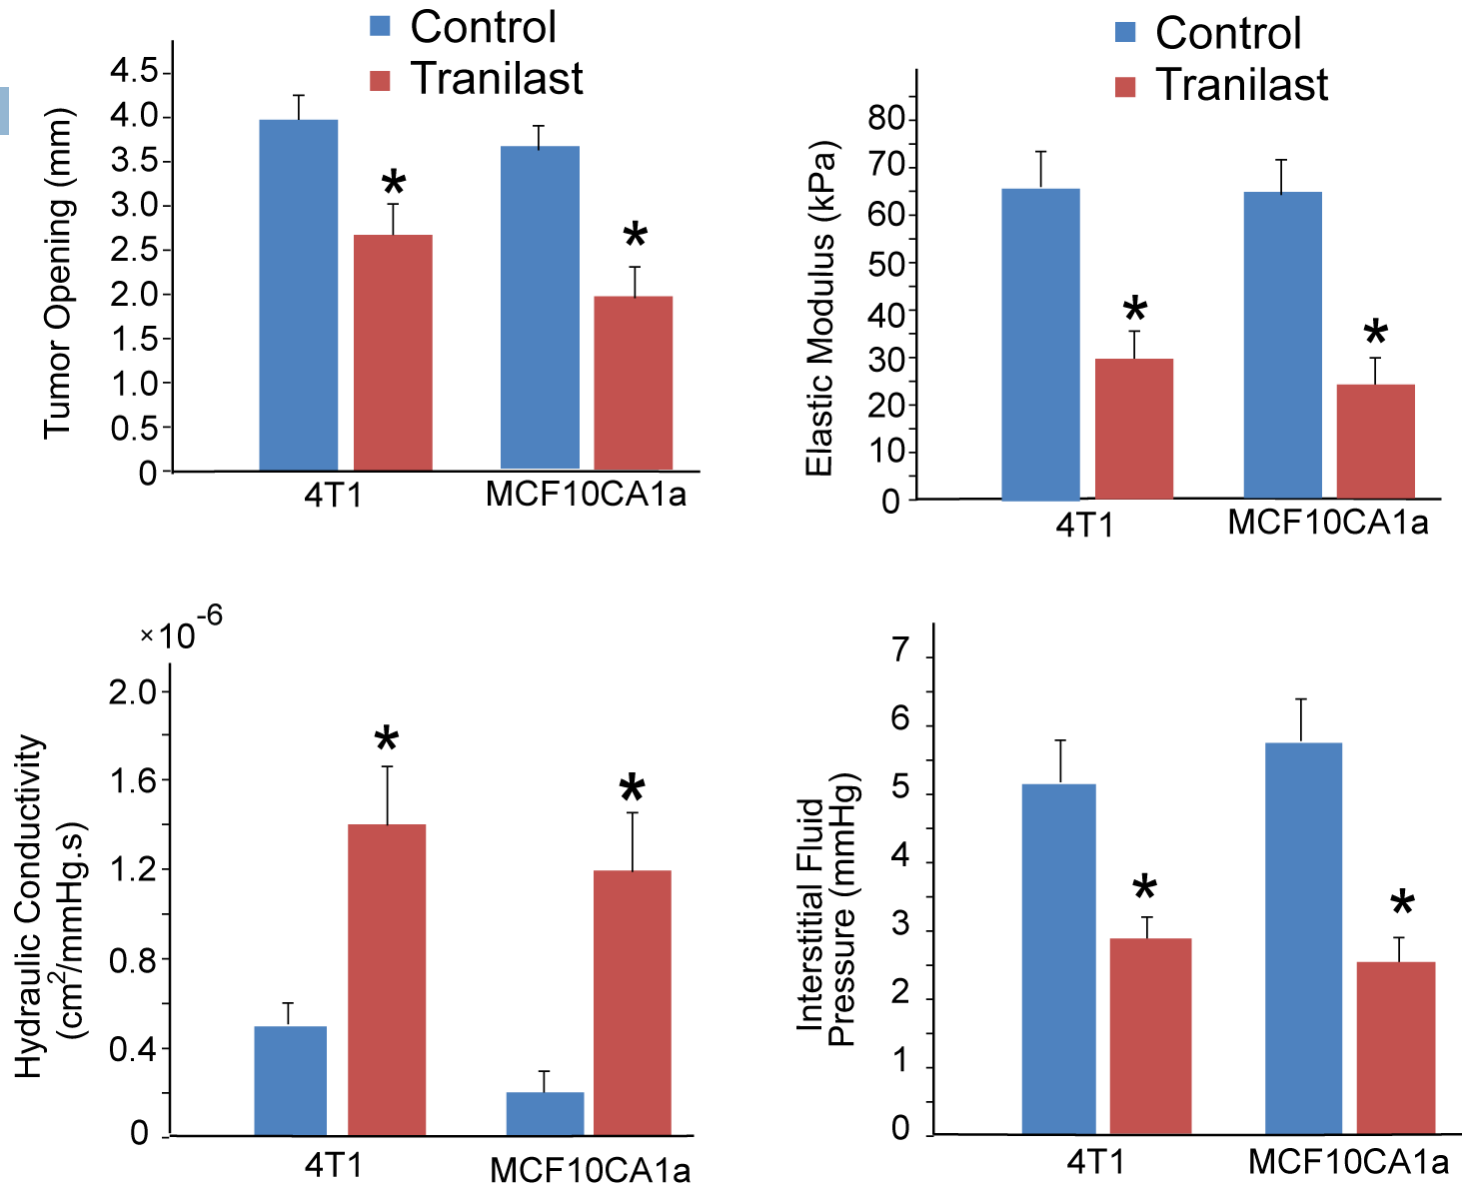 Control
Tranilast
4.5
4.0
3.5
3.0
2.5
2.0
1.5
1.0
0.5
0
Tumor Opening (mm)
*
*
4T1
MCF10CA1a
Control
Tranilast
80
70
60
50
40
30
20
10
0
Elastic Modulus (kPa)
*
*
4T1
MCF10CA1a
×10⁻⁶
2.0
1.6
1.2
0.8
0.4
0
Hydraulic Conductivity
(cm²/mmHg.s)
*
*
4T1
MCF10CA1a
7
6
5
4
3
2
1
0
Interstitial Fluid
Pressure (mmHg)
*
*
4T1
MCF10CA1a